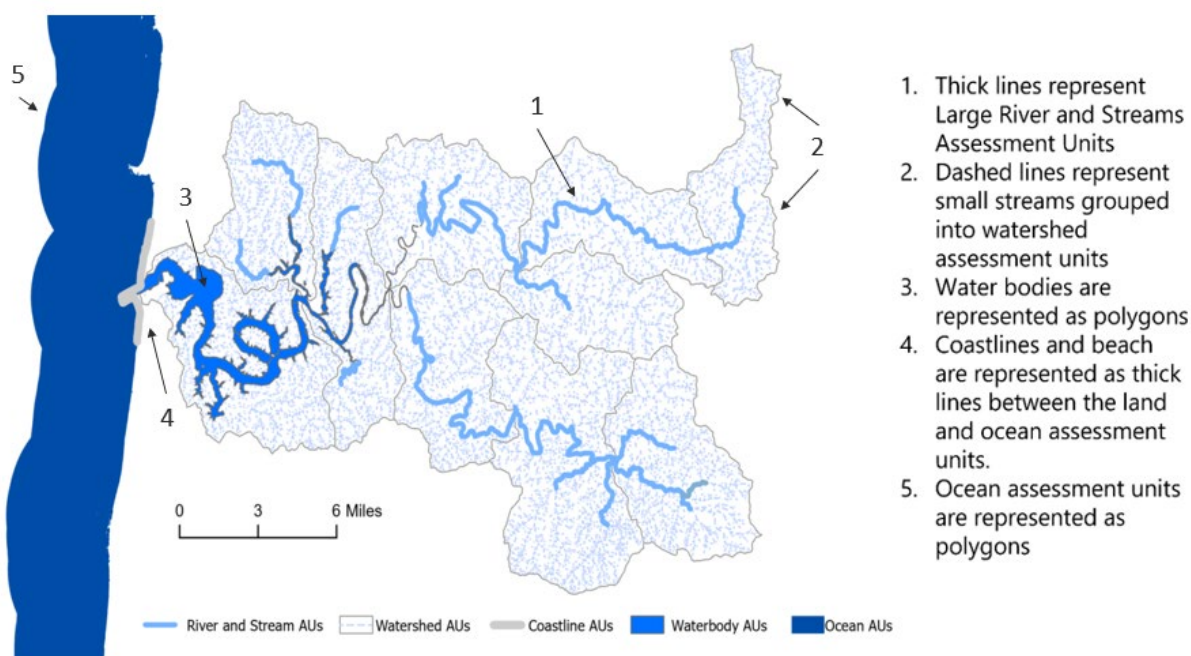 5
1
2
3
4
0 3 6 Miles
River and Stream AUs Watershed AUs Coastline AUs Waterbody AUs Ocean AUs
1. Thick lines represent
Large River and Streams
Assessment Units
2. Dashed lines represent
small streams grouped
into watershed
assessment units
3. Water bodies are
represented as polygons
4. Coastlines and beach
are represented as thick
lines between the land
and ocean assessment
units.
5. Ocean assessment units
are represented as
polygons